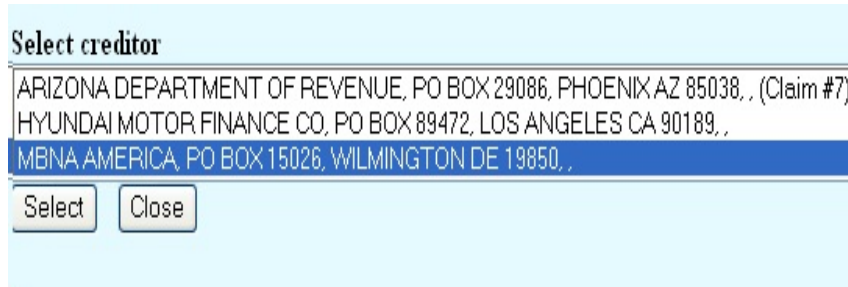 Select creditor
ARIZONA DEPARTMENT OF REVENUE, PO BOX 29086, PHOENIX AZ 85038, , (Claim #7)
HYUNDAI MOTOR FINANCE CO, PO BOX 89472, LOS ANGELES CA 90189, ,
MBNA AMERICA, PO BOX 15026, WILMINGTON DE 19850, ,
Select Close